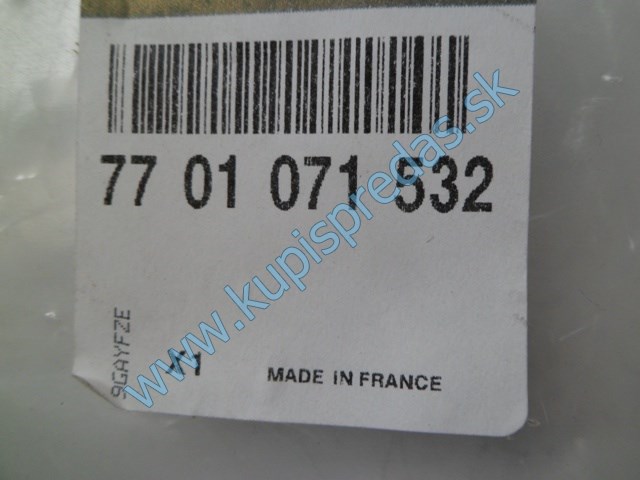 77 01 071 532
www.kupispredas.sk
9GAYFZE
MADE IN FRANCE